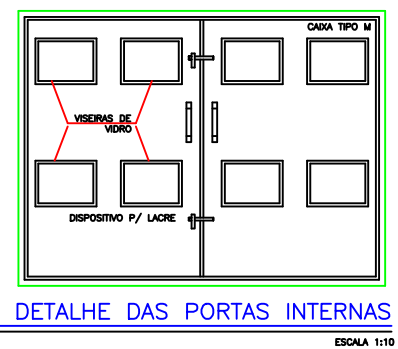 CAIXA TIPO M
VISEIRAS DE
VIDRO
DISPOSITIVO P/ LACRE
DETALHE DAS PORTAS INTERNAS
ESCALA 1:10